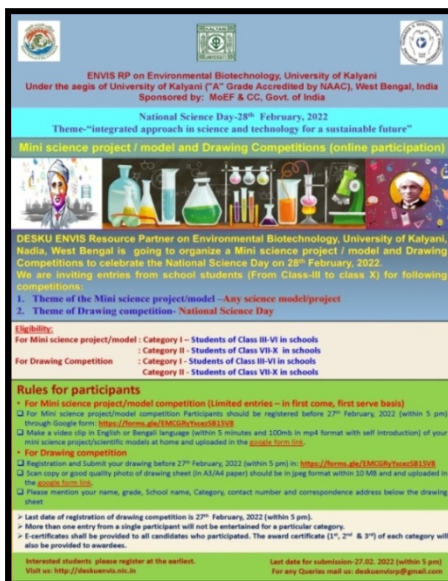 ENVIS RP on Environmental Biotechnology, University of Kalyani
Under the aegis of University of Kalyani ("A" Grade Accredited by NAAC), West Bengal, India
Sponsored by: MoEF & CC, Govt. of India
National Science Day-28th February, 2022
Theme-"integrated approach in science and technology for a sustainable future"
Mini science project / model and Drawing Competitions (online participation)
DESKU ENVIS Resource Partner on Environmental Biotechnology, University of Kalyani,
Nadia, West Bengal is going to organize a Mini science project / model and Drawing
Competitions to celebrate the National Science Day on 28th February, 2022.
We are inviting entries from school students (From Class-III to class X) for following
competitions:
1. Theme of the Mini science project/model –Any science model/project
2. Theme of Drawing competition- National Science Day
Eligibility:
For Mini science project/model : Category I – Students of Class III-VI in schools
: Category II - Students of Class VII-X in schools
For Drawing Competition : Category I - Students of Class III-VI in schools
Category II - Students of Class VII-X in schools
Rules for participants
• For Mini science project/model competition (Limited entries – in first come, first serve basis)
❑ For Mini science project/model competition Participants should be registered before 27th February, 2022 (within 5 pm)
through Google form:
❑ Make a video clip in English or Bengali language (within 5 minutes and 100mb in mp4 format with self introduction) of your
mini science project/scientific models at home and uploaded in the google form link.
• For Drawing competition
❑ Registration and Submit your drawing before 27th February, 2022 (within 5 pm) in:
❑ Scan copy or good quality photo of drawing sheet (In A3/A4 paper) should be in jpeg format within 10 MB and and uploaded in
the google form link.
❑ Please mention your name, grade, School name, Category, contact number and correspondence address below the drawing
sheet
➢ Last date of registration of drawing competition is 27th February, 2022 (within 5 pm).
➢ More than one entry from a single participant will not be entertained for a particular category.
➢ E-certificates shall be provided to all candidates who participated. The award certificate (1st, 2nd & 3rd) of each category will
also be provided to awardees.
Interested students please register at the earliest.
Last date for submission-27.02. 2022 (within 5 pm)
Visit us: http://deskuenvis.nic.in
For any Queries mail us: deskuenvirp@gmail.com